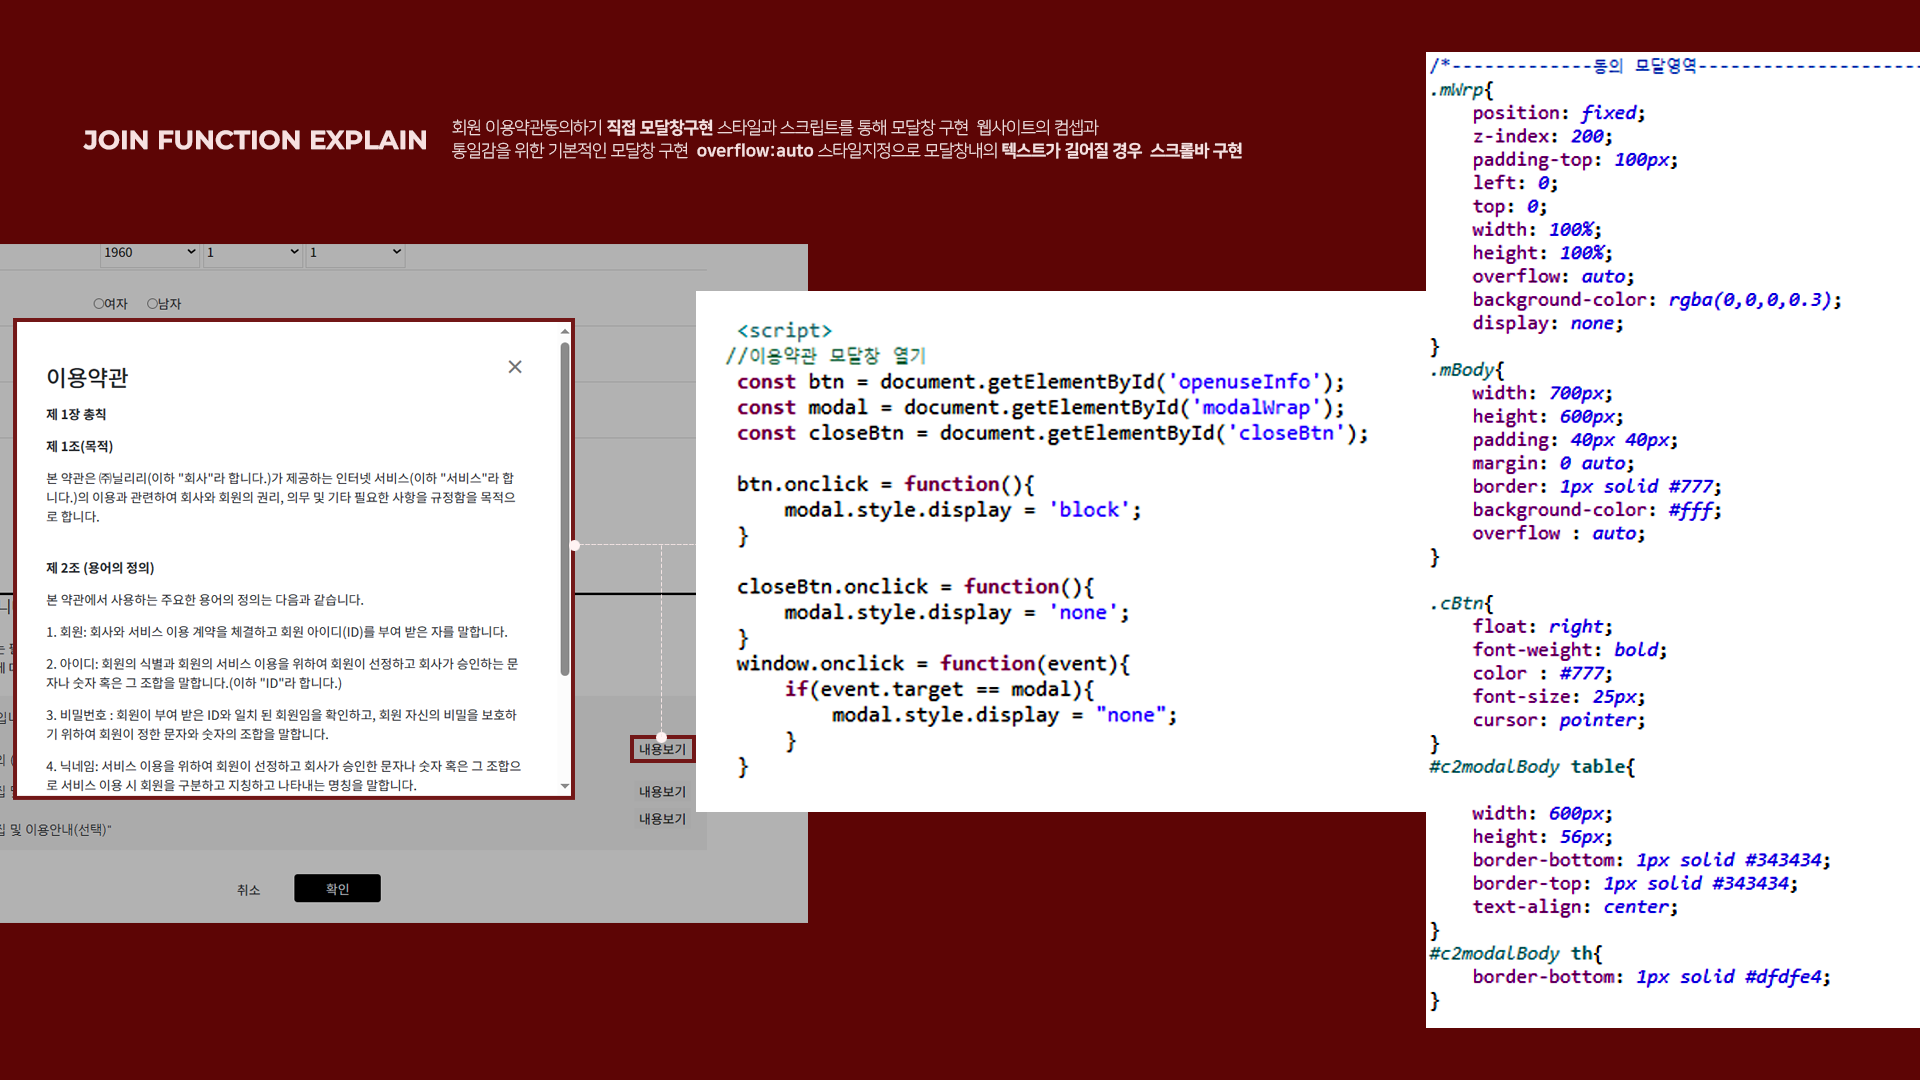 JOIN FUNCTION EXPLAIN
회원 이용약관동의하기 직접 모달창구현 스타일과 스크립트를 통해 모달창 구현 웹사이트의 컴셉과
통일감을 위한 기본적인 모달창 구현 overflow:auto 스타일지정으로 모달창내의 텍스트가 길어질 경우 스크롤바 구현
1960 1 1
여자 남자
이용약관
제 1장 총칙
제 1조(목적)
본 약관은 ㈜닐리리(이하 "회사"라 합니다.)가 제공하는 인터넷 서비스(이하 "서비스"라 합
니다.)의 이용과 관련하여 회사와 회원의 권리, 의무 및 기타 필요한 사항을 규정함을 목적으
로 합니다.
제 2조 (용어의 정의)
본 약관에서 사용하는 주요한 용어의 정의는 다음과 같습니다.
1. 회원: 회사와 서비스 이용 계약을 체결하고 회원 아이디(ID)를 부여 받은 자를 말합니다.
2. 아이디: 회원의 식별과 회원의 서비스 이용을 위하여 회원이 선정하고 회사가 승인하는 문
자나 숫자 혹은 그 조합을 말합니다.(이하 "ID"라 합니다.)
3. 비밀번호 : 회원이 부여 받은 ID와 일치 된 회원임을 확인하고, 회원 자신의 비밀을 보호하
기 위하여 회원이 정한 문자와 숫자의 조합을 말합니다.
4. 닉네임: 서비스 이용을 위하여 회원이 선정하고 회사가 승인한 문자나 숫자 혹은 그 조합으
로 서비스 이용 시 회원을 구분하고 지칭하고 나타내는 명칭을 말합니다.
내용보기
내용보기
내용보기
및 이용안내(선택)"
취소 확인
<script>
//이용약관 모달창 열기
const btn = document.getElementById('openuseInfo');
const modal = document.getElementById('modalWrap');
const closeBtn = document.getElementById('closeBtn');
btn.onclick = function(){
modal.style.display = 'block';
}
closeBtn.onclick = function(){
modal.style.display = 'none';
}
window.onclick = function(event){
if(event.target == modal){
modal.style.display = "none";
}
}
/*-------------동의 모달영역---------------------
.mWrp{
position: fixed;
z-index: 200;
padding-top: 100px;
left: 0;
top: 0;
width: 100%;
height: 100%;
overflow: auto;
background-color: rgba(0,0,0,0.3);
display: none;
}
.mBody{
width: 700px;
height: 600px;
padding: 40px 40px;
margin: 0 auto;
border: 1px solid #777;
background-color: #fff;
overflow : auto;
}
.cBtn{
float: right;
font-weight: bold;
color : #777;
font-size: 25px;
cursor: pointer;
}
#c2modalBody table{
width: 600px;
height: 56px;
border-bottom: 1px solid #343434;
border-top: 1px solid #343434;
text-align: center;
}
#c2modalBody th{
border-bottom: 1px solid #dfdfe4;
}